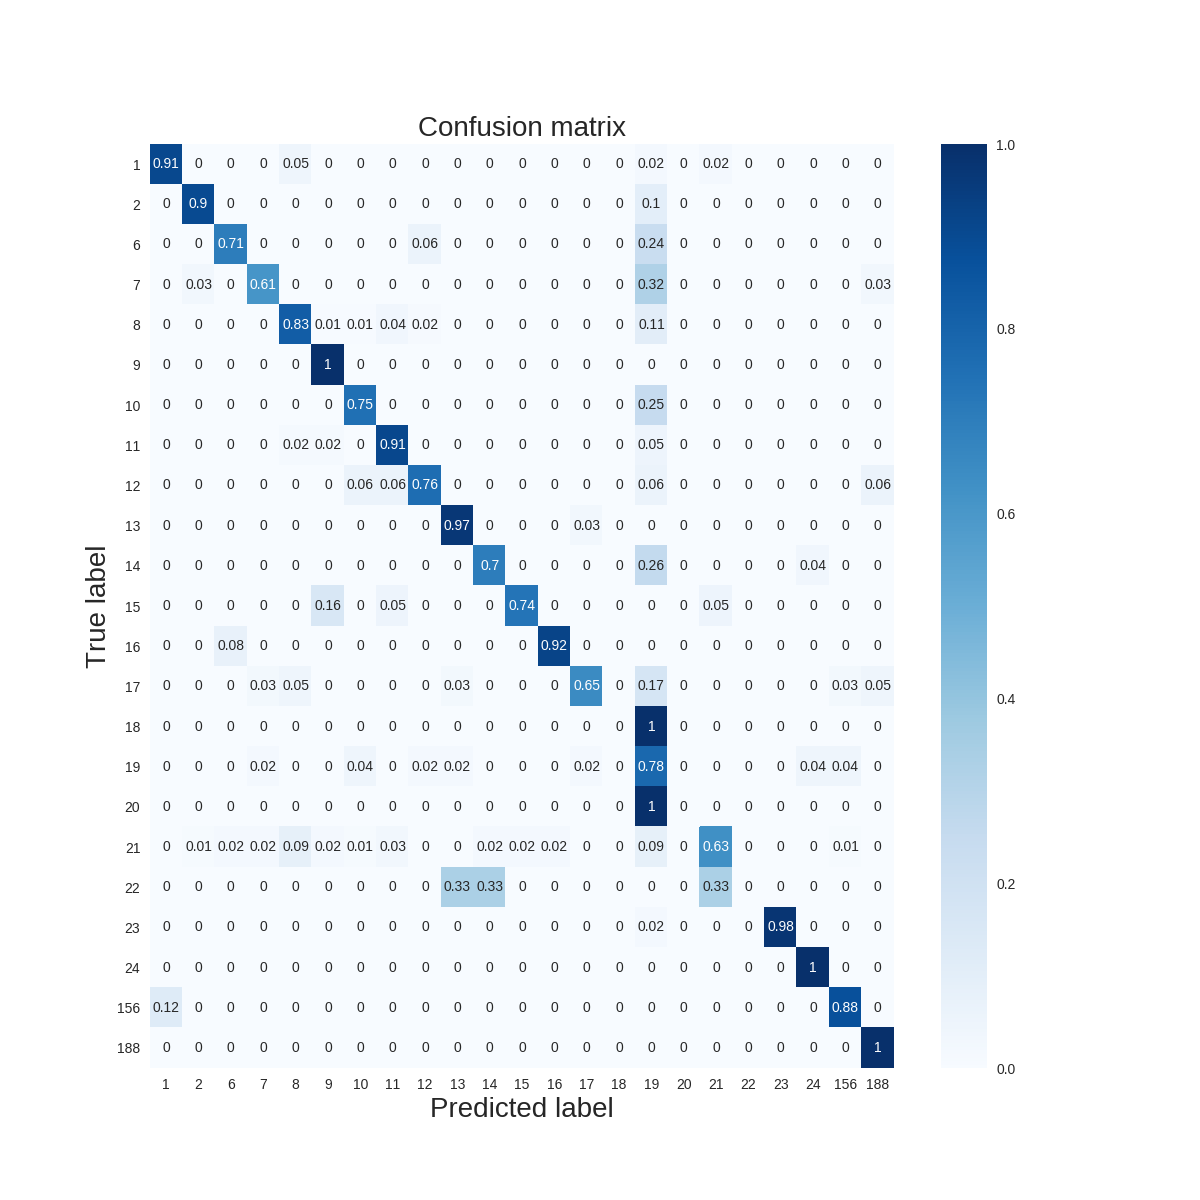 Confusion matrix
1 0.91 0 0 0 0.05 0 0 0 0 0 0 0 0 0 0 0.02 0 0.02 0 0 0 0 0 1.0
2 0 0.9 0 0 0 0 0 0 0 0 0 0 0 0 0 0.1 0 0 0 0 0 0 0
6 0 0 0.71 0 0 0 0 0 0.06 0 0 0 0 0 0 0.24 0 0 0 0 0 0 0
7 0 0.03 0 0.61 0 0 0 0 0 0 0 0 0 0 0 0.32 0 0 0 0 0 0 0.03
8 0 0 0 0 0.83 0.01 0.01 0.04 0.02 0 0 0 0 0 0 0.11 0 0 0 0 0 0 0 0.8
9 0 0 0 0 0 1 0 0 0 0 0 0 0 0 0 0 0 0 0 0 0 0 0
10 0 0 0 0 0 0 0.75 0 0 0 0 0 0 0 0 0.25 0 0 0 0 0 0 0
11 0 0 0 0 0.02 0.02 0 0.91 0 0 0 0 0 0 0 0.05 0 0 0 0 0 0 0
12 0 0 0 0 0 0 0.06 0.06 0.76 0 0 0 0 0 0 0.06 0 0 0 0 0 0 0.06
13 0 0 0 0 0 0 0 0 0 0.97 0 0 0 0.03 0 0 0 0 0 0 0 0 0 0.6
14 0 0 0 0 0 0 0 0 0 0 0.7 0 0 0 0 0.26 0 0 0 0 0.04 0 0
15 0 0 0 0 0 0.16 0 0.05 0 0 0 0.74 0 0 0 0 0 0.05 0 0 0 0 0
16 0 0 0.08 0 0 0 0 0 0 0 0 0 0.92 0 0 0 0 0 0 0 0 0 0
17 0 0 0 0.03 0.05 0 0 0 0 0.03 0 0 0 0.65 0 0.17 0 0 0 0 0 0.03 0.05 0.4
18 0 0 0 0 0 0 0 0 0 0 0 0 0 0 0 1 0 0 0 0 0 0 0
19 0 0 0 0.02 0 0 0.04 0 0.02 0.02 0 0 0 0.02 0 0.78 0 0 0 0 0.04 0.04 0
20 0 0 0 0 0 0 0 0 0 0 0 0 0 0 0 1 0 0 0 0 0 0 0
21 0 0.01 0.02 0.02 0.09 0.02 0.01 0.03 0 0 0.02 0.02 0.02 0 0 0.09 0 0.63 0 0 0 0.01 0
22 0 0 0 0 0 0 0 0 0 0.33 0.33 0 0 0 0 0 0 0.33 0 0 0 0 0 0.2
23 0 0 0 0 0 0 0 0 0 0 0 0 0 0 0 0.02 0 0 0 0.98 0 0 0
24 0 0 0 0 0 0 0 0 0 0 0 0 0 0 0 0 0 0 0 0 1 0 0
156 0.12 0 0 0 0 0 0 0 0 0 0 0 0 0 0 0 0 0 0 0 0 0.88 0
188 0 0 0 0 0 0 0 0 0 0 0 0 0 0 0 0 0 0 0 0 0 0 1 0.0
1 2 6 7 8 9 10 11 12 13 14 15 16 17 18 19 20 21 22 23 24 156 188
Predicted label
True label